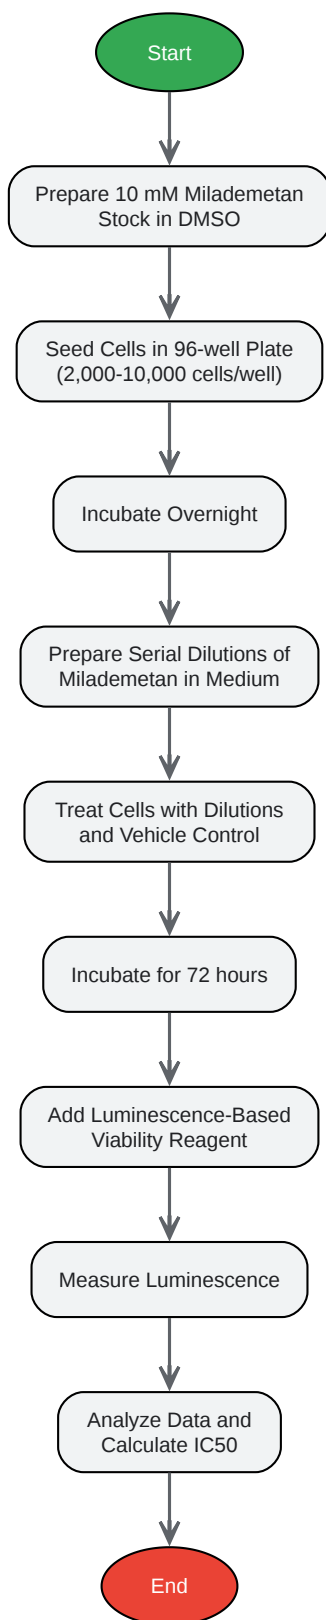 Start
Prepare 10 mM Milademetan
Stock in DMSO
Seed Cells in 96-well Plate
(2,000-10,000 cells/well)
Incubate Overnight
Prepare Serial Dilutions of
Milademetan in Medium
Treat Cells with Dilutions
and Vehicle Control
Incubate for 72 hours
Add Luminescence-Based
Viability Reagent
Measure Luminescence
Analyze Data and
Calculate IC50
End